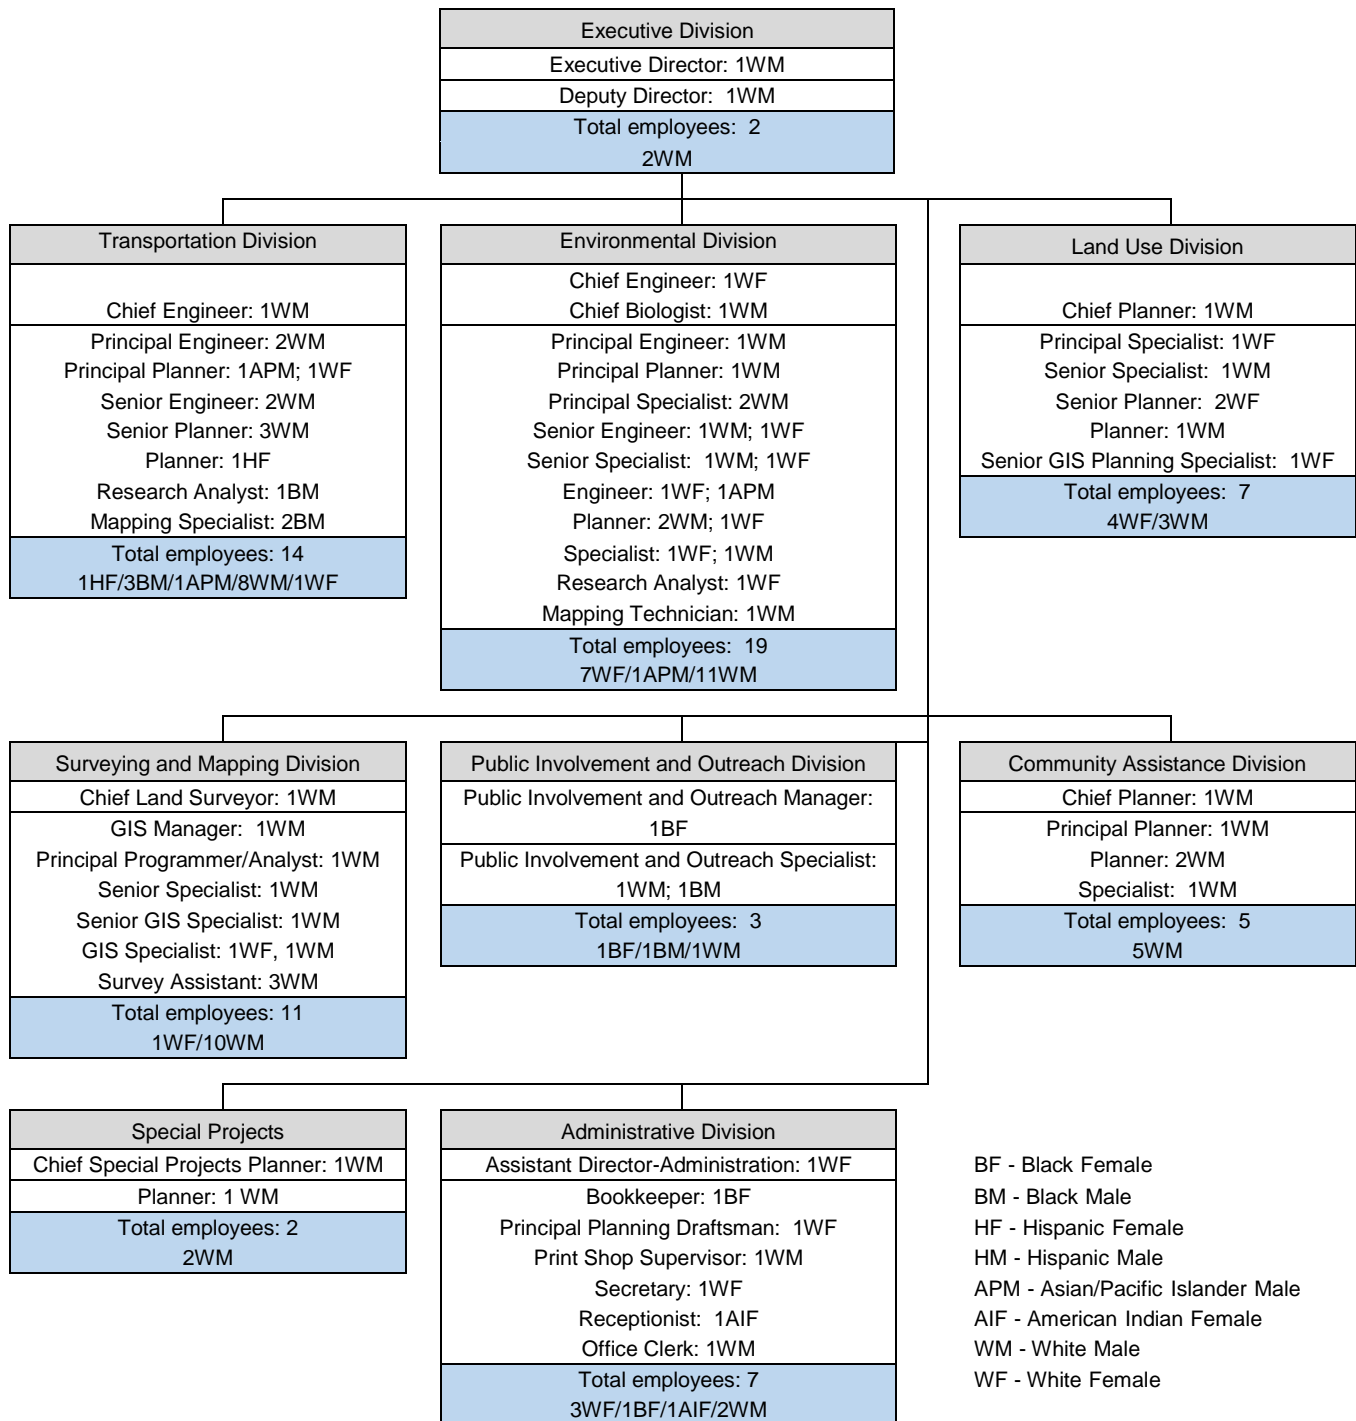 Executive Division
Executive Director: 1WM
Deputy Director: 1WM
Total employees: 2
2WM
Transportation Division
Chief Engineer: 1WM
Principal Engineer: 2WM
Principal Planner: 1APM; 1WF
Senior Engineer: 2WM
Senior Planner: 3WM
Planner: 1HF
Research Analyst: 1BM
Mapping Specialist: 2BM
Total employees: 14
1HF/3BM/1APM/8WM/1WF
Environmental Division
Chief Engineer: 1WF
Chief Biologist: 1WM
Principal Engineer: 1WM
Principal Planner: 1WM
Principal Specialist: 2WM
Senior Engineer: 1WM; 1WF
Senior Specialist: 1WM; 1WF
Engineer: 1WF; 1APM
Planner: 2WM; 1WF
Specialist: 1WF; 1WM
Research Analyst: 1WF
Mapping Technician: 1WM
Total employees: 19
7WF/1APM/11WM
Land Use Division
Chief Planner: 1WM
Principal Specialist: 1WF
Senior Specialist: 1WM
Senior Planner: 2WF
Planner: 1WM
Senior GIS Planning Specialist: 1WF
Total employees: 7
4WF/3WM
Surveying and Mapping Division
Chief Land Surveyor: 1WM
GIS Manager: 1WM
Principal Programmer/Analyst: 1WM
Senior Specialist: 1WM
Senior GIS Specialist: 1WM
GIS Specialist: 1WF, 1WM
Survey Assistant: 3WM
Total employees: 11
1WF/10WM
Public Involvement and Outreach Division
Public Involvement and Outreach Manager:
1BF
Public Involvement and Outreach Specialist:
1WM; 1BM
Total employees: 3
1BF/1BM/1WM
Community Assistance Division
Chief Planner: 1WM
Principal Planner: 1WM
Planner: 2WM
Specialist: 1WM
Total employees: 5
5WM
Special Projects
Chief Special Projects Planner: 1WM
Planner: 1 WM
Total employees: 2
2WM
Administrative Division
Assistant Director-Administration: 1WF
Bookkeeper: 1BF
Principal Planning Draftsman: 1WF
Print Shop Supervisor: 1WM
Secretary: 1WF
Receptionist: 1AIF
Office Clerk: 1WM
Total employees: 7
3WF/1BF/1AIF/2WM
BF - Black Female
BM - Black Male
HF - Hispanic Female
HM - Hispanic Male
APM - Asian/Pacific Islander Male
AIF - American Indian Female
WM - White Male
WF - White Female